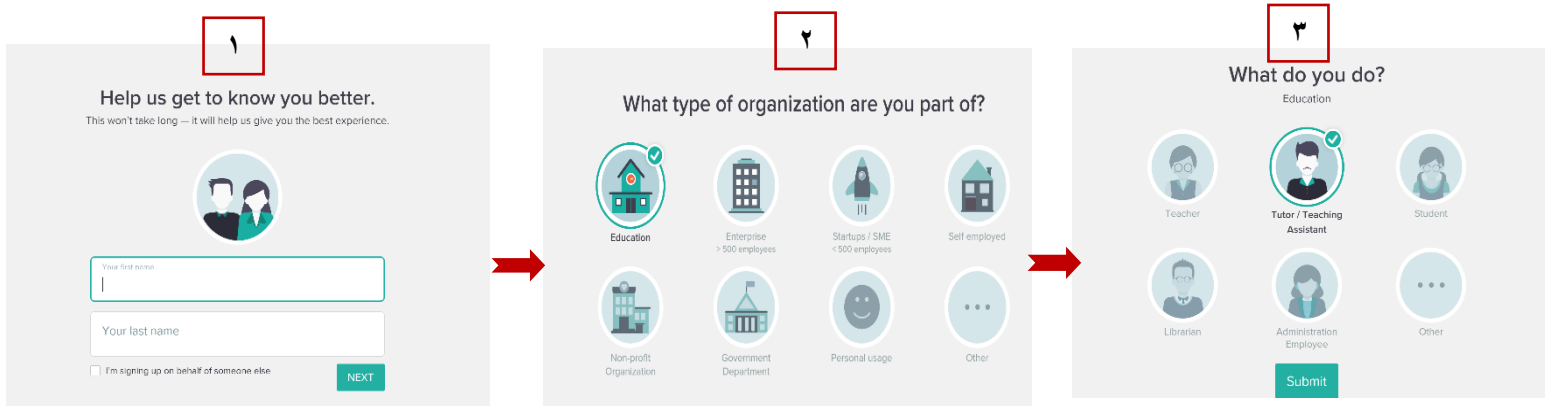 ١
Help us get to know you better.
This won't take long — it will help us give you the best experience.
Your first name
Your last name
I'm signing up on behalf of someone else
NEXT
٢
What type of organization are you part of?
Education
Enterprise
> 500 employees
Startups / SME
< 500 employees
Self employed
Non-profit
Organization
Government
Department
Personal usage
Other
٣
What do you do?
Education
Teacher
Tutor / Teaching
Assistant
Student
Librarian
Administration
Employee
Other
Submit